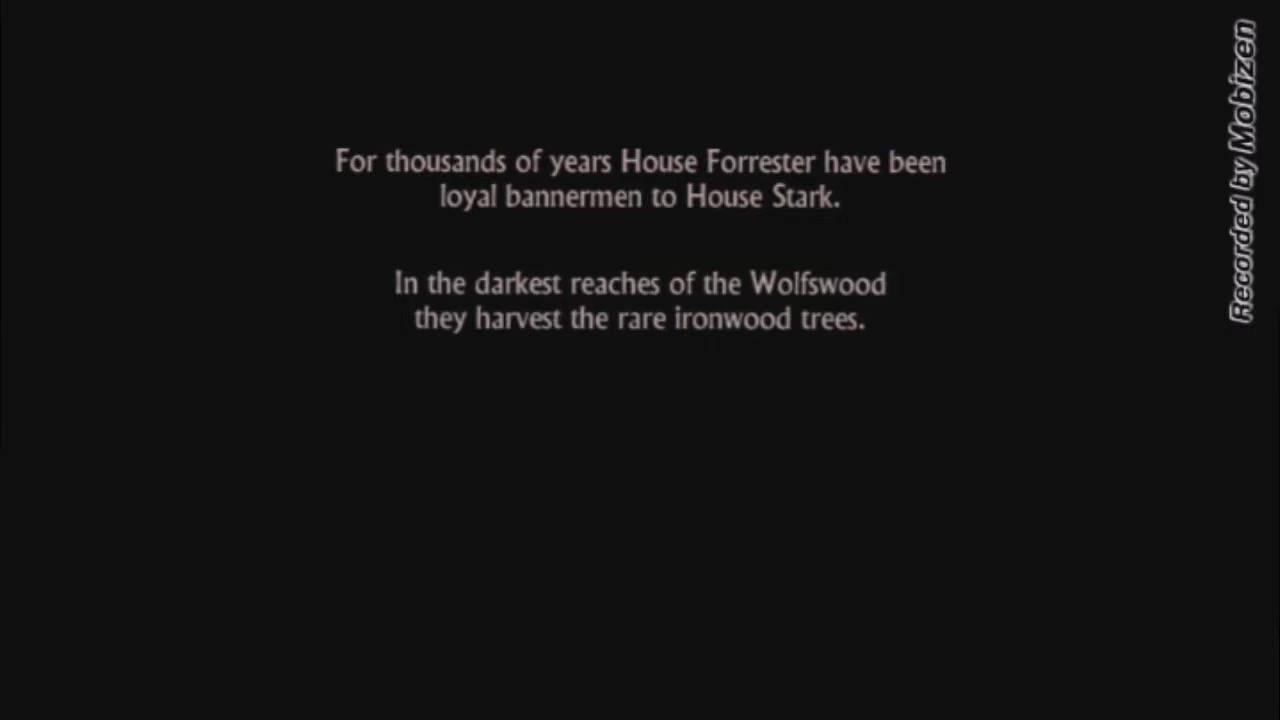 For thousands of years House Forrester have been
loyal bannermen to House Stark.
In the darkest reaches of the Wolfswood
they harvest the rare ironwood trees.
Recorded by Mobizen